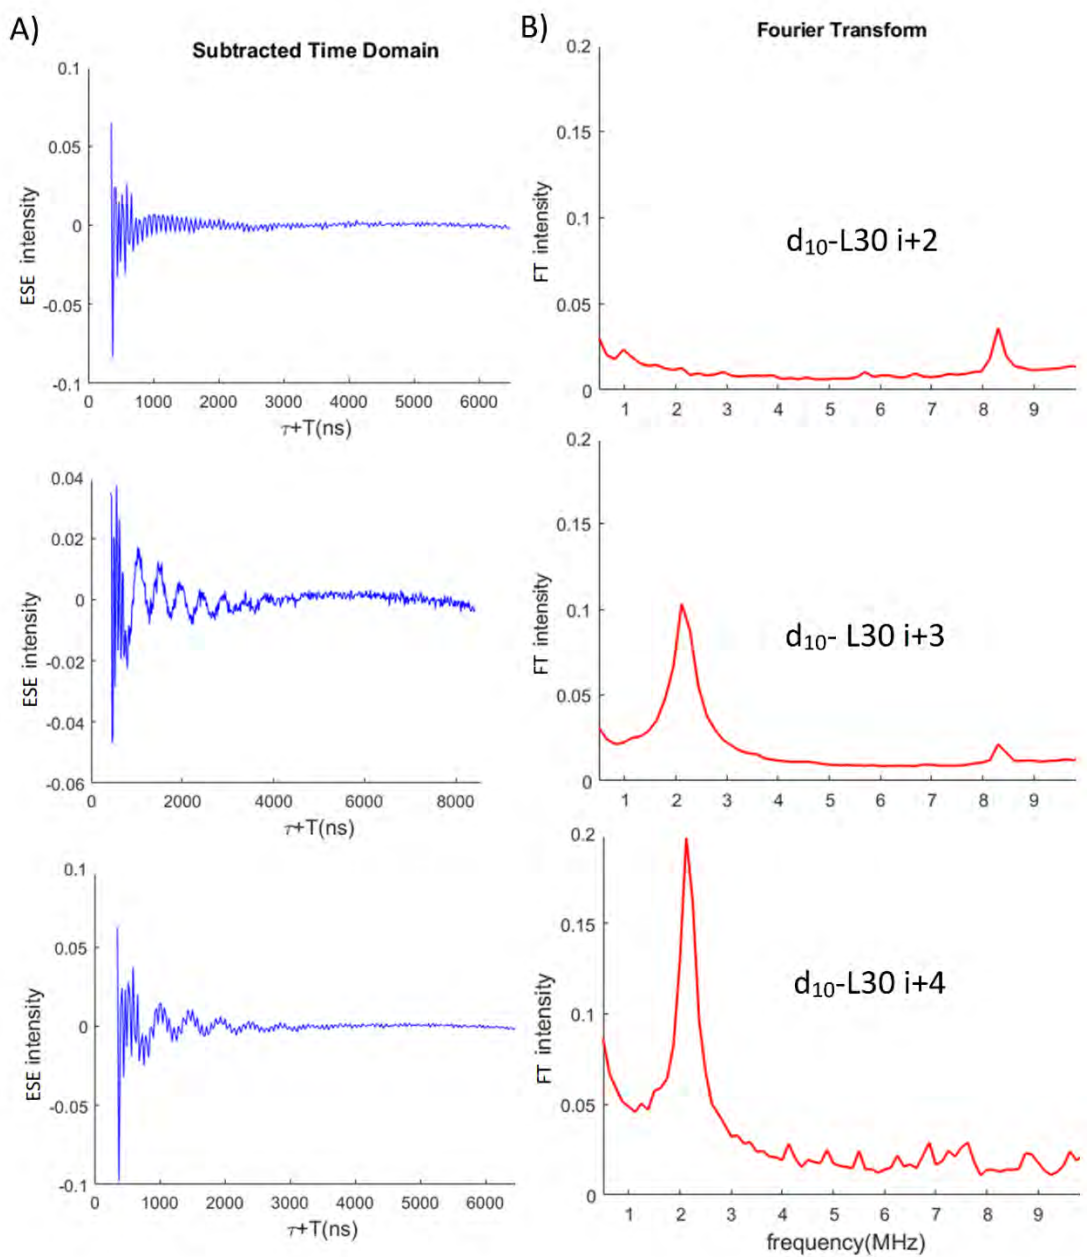 A)
Subtracted Time Domain
0.1
0.05
0
-0.05
-0.1
ESE intensity
0 1000 2000 3000 4000 5000 6000
τ+T(ns)
0.04
0.02
0
-0.02
-0.04
-0.06
ESE intensity
0 2000 4000 6000 8000
τ+T(ns)
0.1
0.05
0
-0.05
-0.1
ESE intensity
0 1000 2000 3000 4000 5000 6000
τ+T(ns)
B)
Fourier Transform
0.2
0.15
0.1
0.05
0
FT intensity
d₁₀-L30 i+2
1 2 3 4 5 6 7 8 9
0.2
0.15
0.1
0.05
0
FT intensity
d₁₀- L30 i+3
1 2 3 4 5 6 7 8 9
0.2
0.15
0.1
0.05
0
FT intensity
d₁₀-L30 i+4
1 2 3 4 5 6 7 8 9
frequency(MHz)